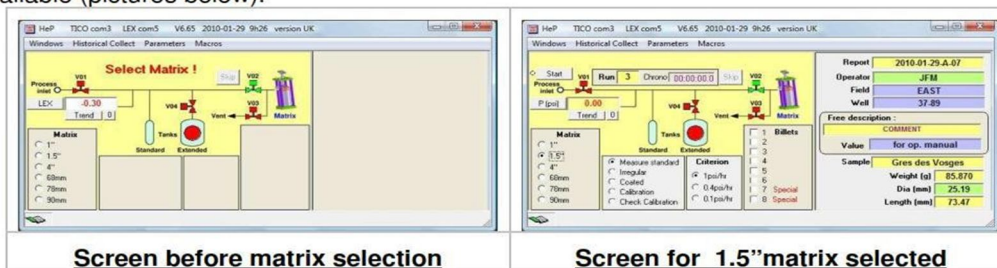 available (pictures below).
HeP TICO com3 LEX com5 V6.65 2010-01-29 9h26 version UK
Windows Historical Collect Parameters Macros
Select Matrix !
Process inlet
V01
Skip
V02
LEX -0.30
Trend 0
V04
Vent
V03
Matrix
Tanks
Standard Extended
Matrix
1"
1.5"
4"
60mm
78mm
90mm
Screen before matrix selection
HeP TICO com3 LEX com5 V6.65 2010-01-29 9h26 version UK
Windows Historical Collect Parameters Macros
Start
Process inlet
V01
Run 3 Chrono 00:00:00.0 Skip
V02
P (psi) 0.00
Trend 0
V04
Vent
V03
Matrix
Tanks
Standard Extended
Matrix
1"
1.5"
4"
60mm
78mm
90mm
Measure standard
Irregular
Coated
Calibration
Check Calibration
Criterion
1psi/hr
0.4psi/hr
0.1psi/hr
1 Billets
2
3
4
5
6
7 Special
8 Special
Report 2010-01-29-A-07
Operator JFM
Field EAST
Well 37-89
Free description :
COMMENT
Value for op. manual
Sample Gres des Vosges
Weight (g) 85.870
Dia (mm) 25.19
Length (mm) 73.47
Screen for 1.5”matrix selected